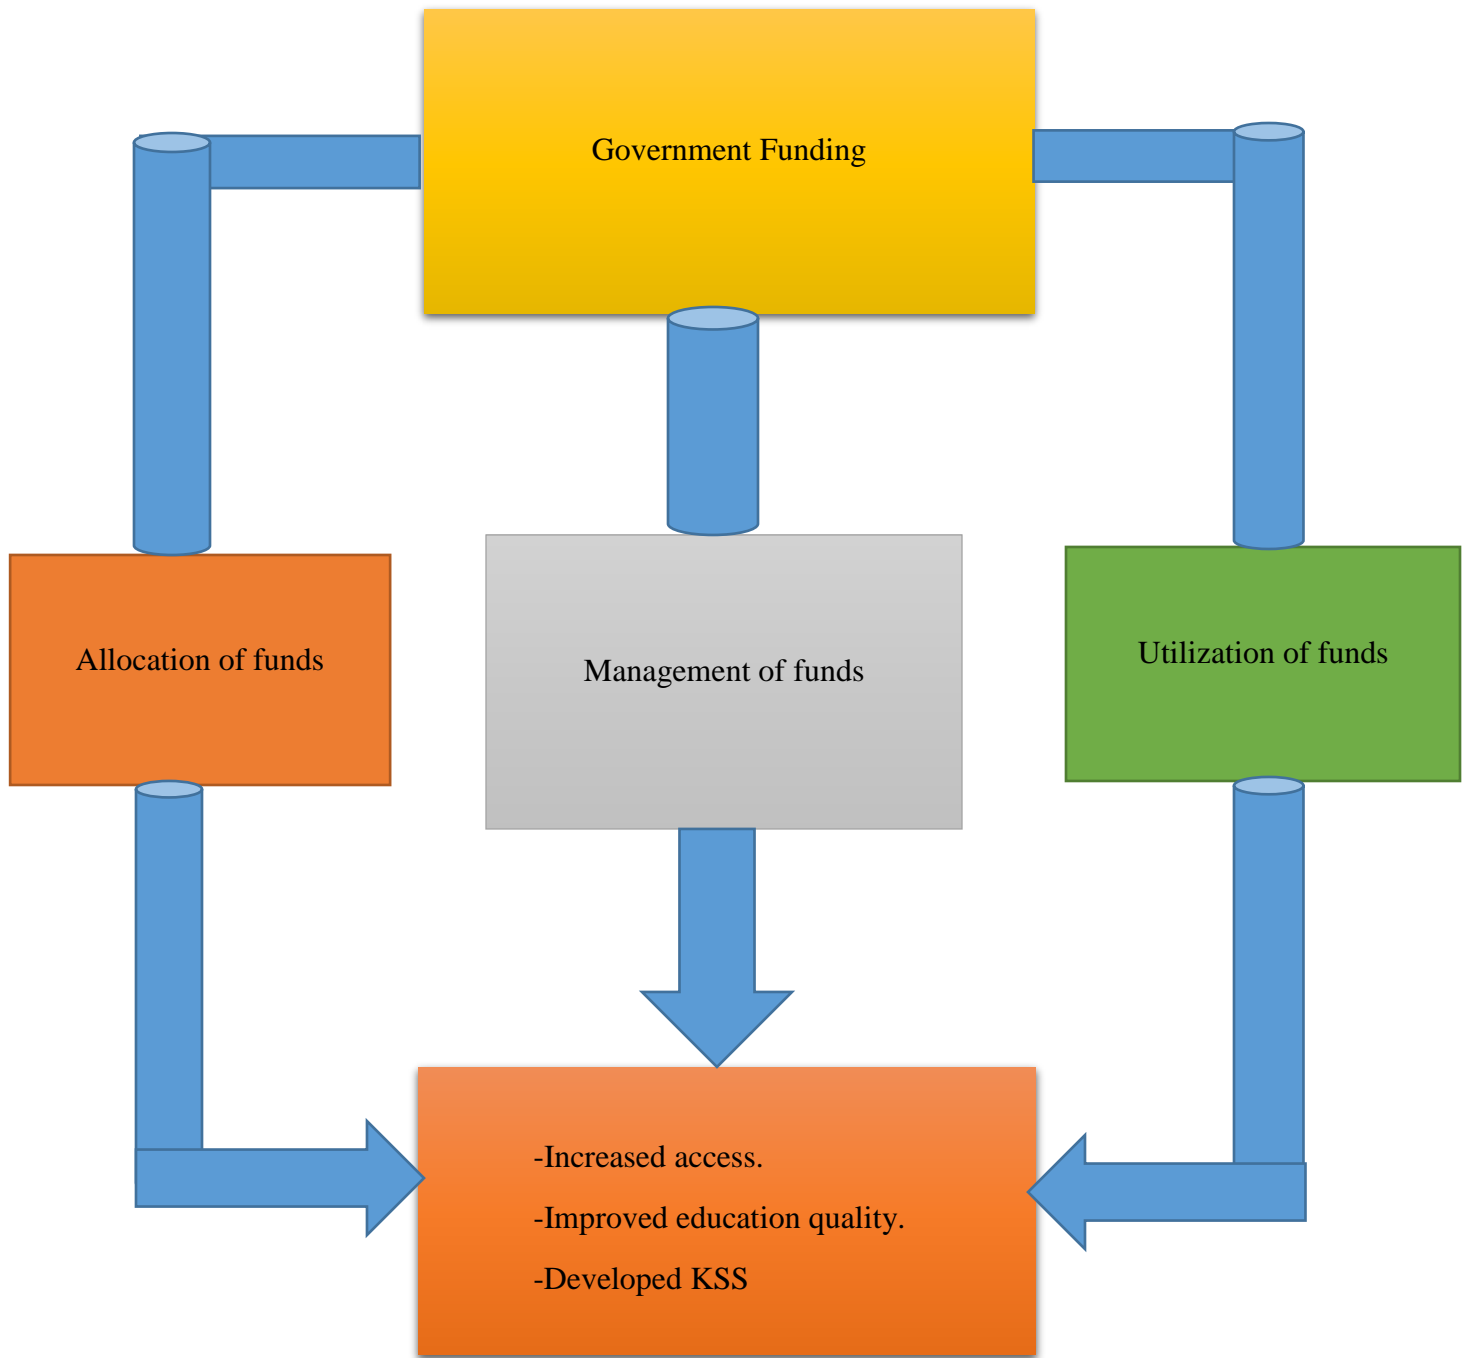 Government Funding
Allocation of funds
Management of funds
Utilization of funds
-Increased access.
-Improved education quality.
-Developed KSS